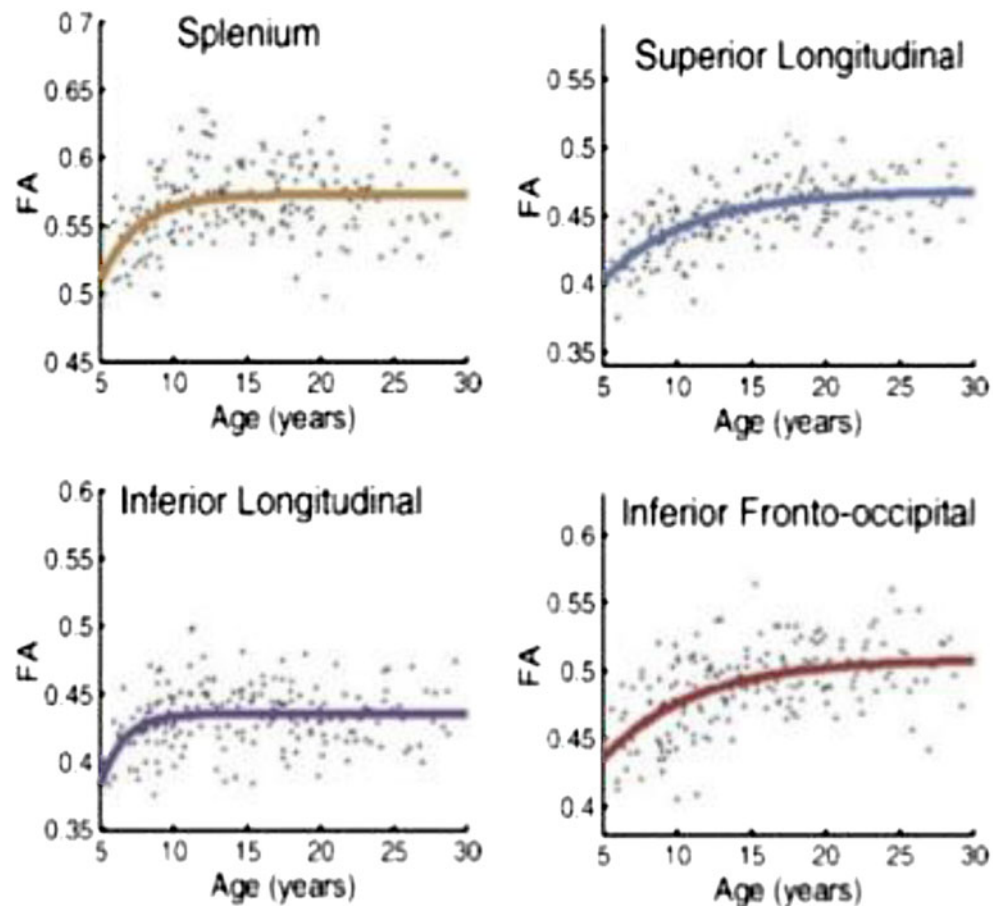 Splenium
0.7
0.65
0.6
0.55
0.5
0.45
FA
5 10 15 20 25 30
Age (years)
Superior Longitudinal
0.55
0.5
0.45
0.4
0.35
FA
5 10 15 20 25 30
Age (years)
Inferior Longitudinal
0.6
0.55
0.5
0.45
0.4
0.35
FA
5 10 15 20 25 30
Age (years)
Inferior Fronto-occipital
0.6
0.55
0.5
0.45
0.4
FA
5 10 15 20 25 30
Age (years)